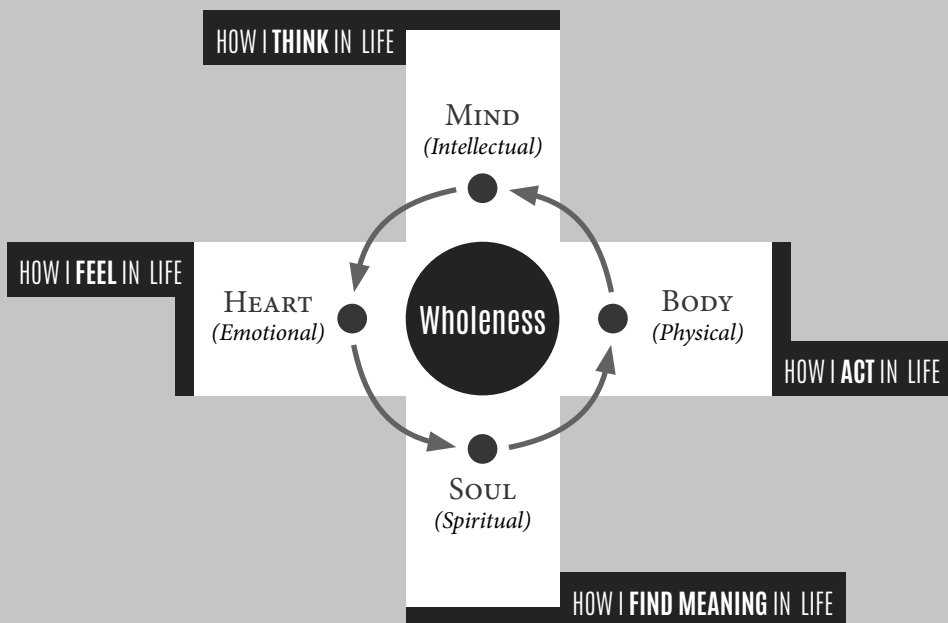 HOW I THINK IN LIFE
MIND
(Intellectual)
HOW I FEEL IN LIFE
HEART
(Emotional)
Wholeness
BODY
(Physical)
HOW I ACT IN LIFE
SOUL
(Spiritual)
HOW I FIND MEANING IN LIFE